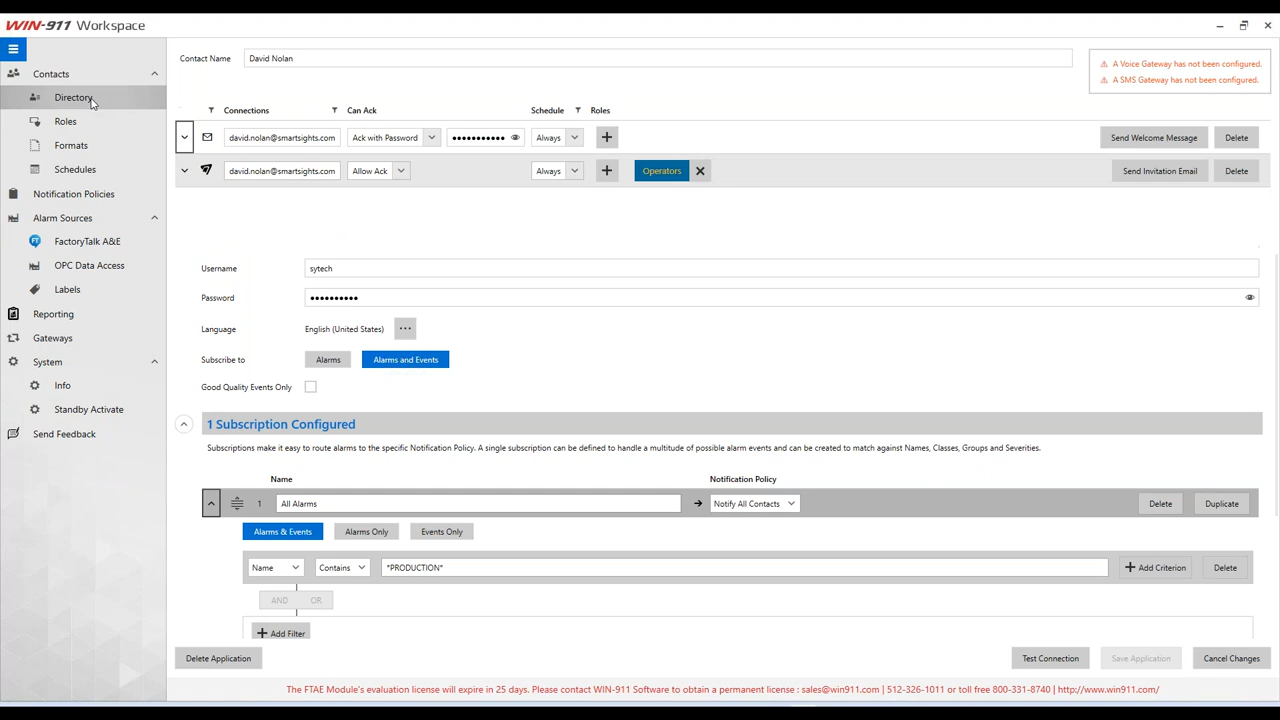 WIN-911 Workspace
Contacts
Directory
Roles
Formats
Schedules
Notification Policies
Alarm Sources
FT FactoryTalk A&E
OPC Data Access
Labels
Reporting
Gateways
System
Info
Standby Activate
Send Feedback
Contact Name David Nolan
A Voice Gateway has not been configured.
A SMS Gateway has not been configured.
Connections Can Ack Schedule Roles
david.nolan@smartsights.com Ack with Password ••••••••••• Always + Send Welcome Message Delete
david.nolan@smartsights.com Allow Ack Always + Operators Send Invitation Email Delete
Username sytech
Password ••••••••••
Language English (United States) ...
Subscribe to Alarms Alarms and Events
Good Quality Events Only
1 Subscription Configured
Subscriptions make it easy to route alarms to the specific Notification Policy. A single subscription can be defined to handle a multitude of possible alarm events and can be created to match against Names, Classes, Groups and Severities.
Name Notification Policy
1 All Alarms Notify All Contacts Delete Duplicate
Alarms & Events Alarms Only Events Only
Name Contains *PRODUCTION* + Add Criterion Delete
AND OR
+ Add Filter
Delete Application Test Connection Save Application Cancel Changes
The FTAE Module's evaluation license will expire in 25 days. Please contact WIN-911 Software to obtain a permanent license : sales@win911.com | 512-326-1011 or toll free 800-331-8740 | http://www.win911.com/